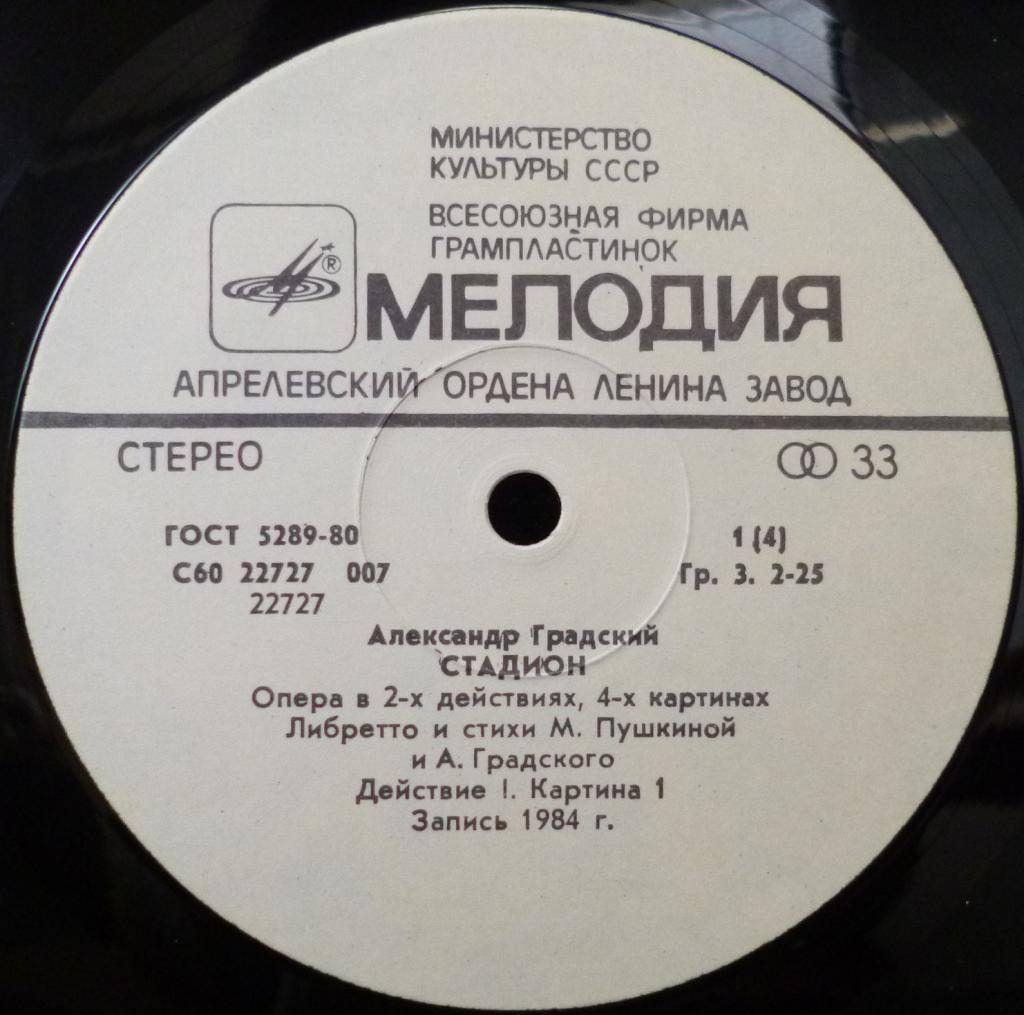 МИНИСТЕРСТВО
КУЛЬТУРЫ СССР
ВСЕСОЮЗНАЯ ФИРМА
ГРАМПЛАСТИНОК
®
МЕЛОДИЯ
АПРЕЛЕВСКИЙ ОРДЕНА ЛЕНИНА ЗАВОД
СТЕРЕО 33
ГОСТ 5289-80 1 (4)
С60 22727 007 Гр. 3. 2-25
22727
Александр Градский
СТАДИОН
Опера в 2-х действиях, 4-х картинах
Либретто и стихи М. Пушкиной
и А. Градского
Действие I. Картина 1
Запись 1984 г.